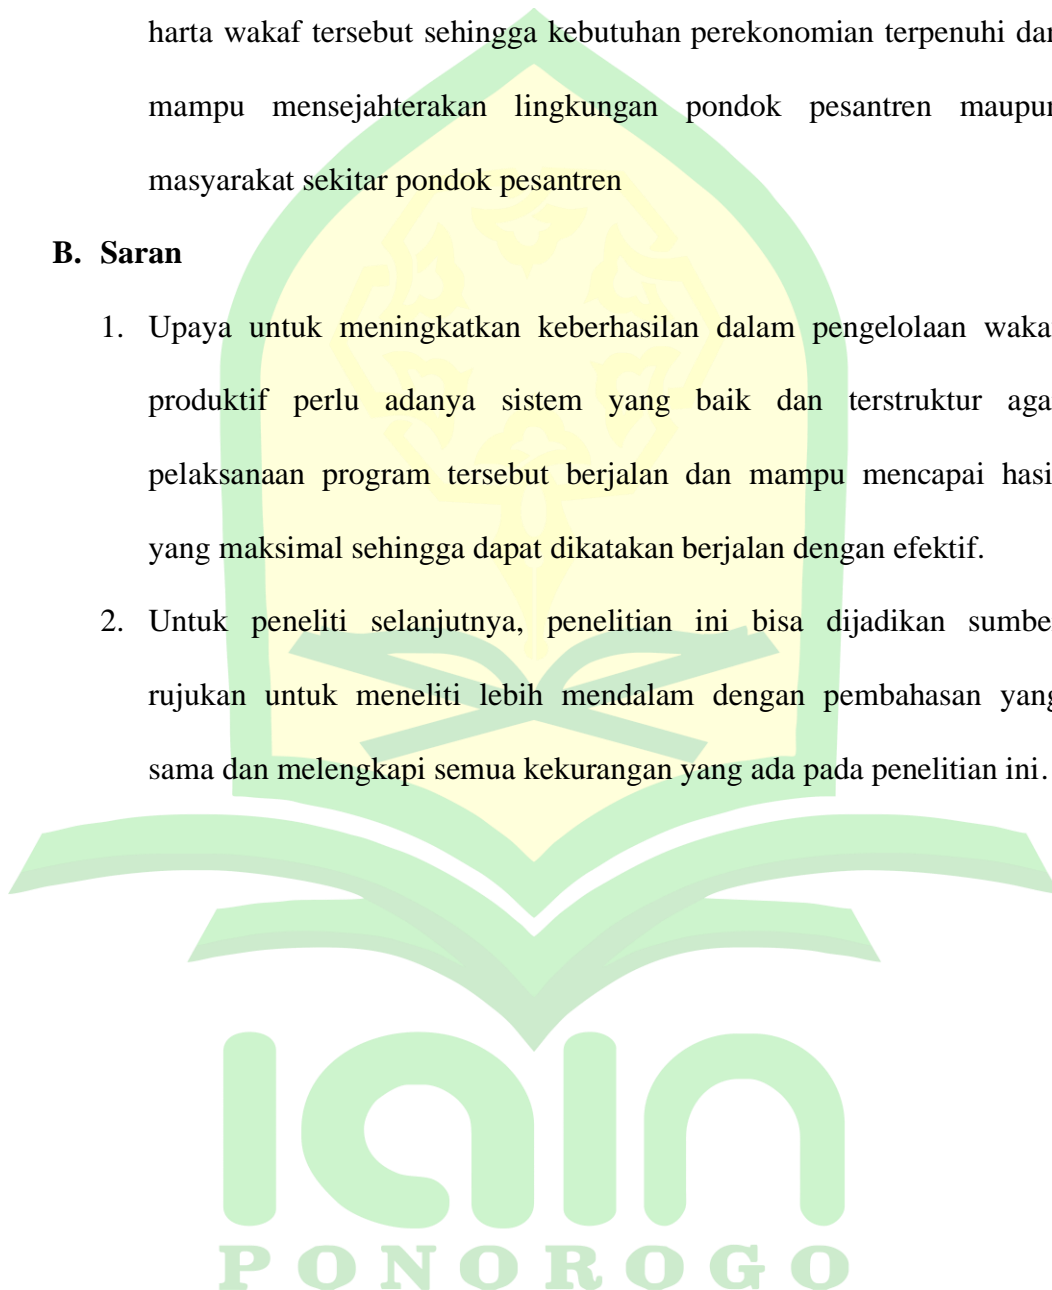 harta wakaf tersebut sehingga kebutuhan perekonomian terpenuhi dan
mampu mensejahterakan lingkungan pondok pesantren maupun
masyarakat sekitar pondok pesantren
B. Saran
1. Upaya untuk meningkatkan keberhasilan dalam pengelolaan wakaf
produktif perlu adanya sistem yang baik dan terstruktur aga
pelaksanaan program tersebut berjalan dan mampu mencapai hasi
yang maksimal sehingga dapat dikatakan berjalan dengan efektif.
2. Untuk peneliti selanjutnya, penelitian ini bisa dijadikan sumbe
rujukan untuk meneliti lebih mendalam dengan pembahasan yang
sama dan melengkapi semua kekurangan yang ada pada penelitian ini.
iain
PONOROGO